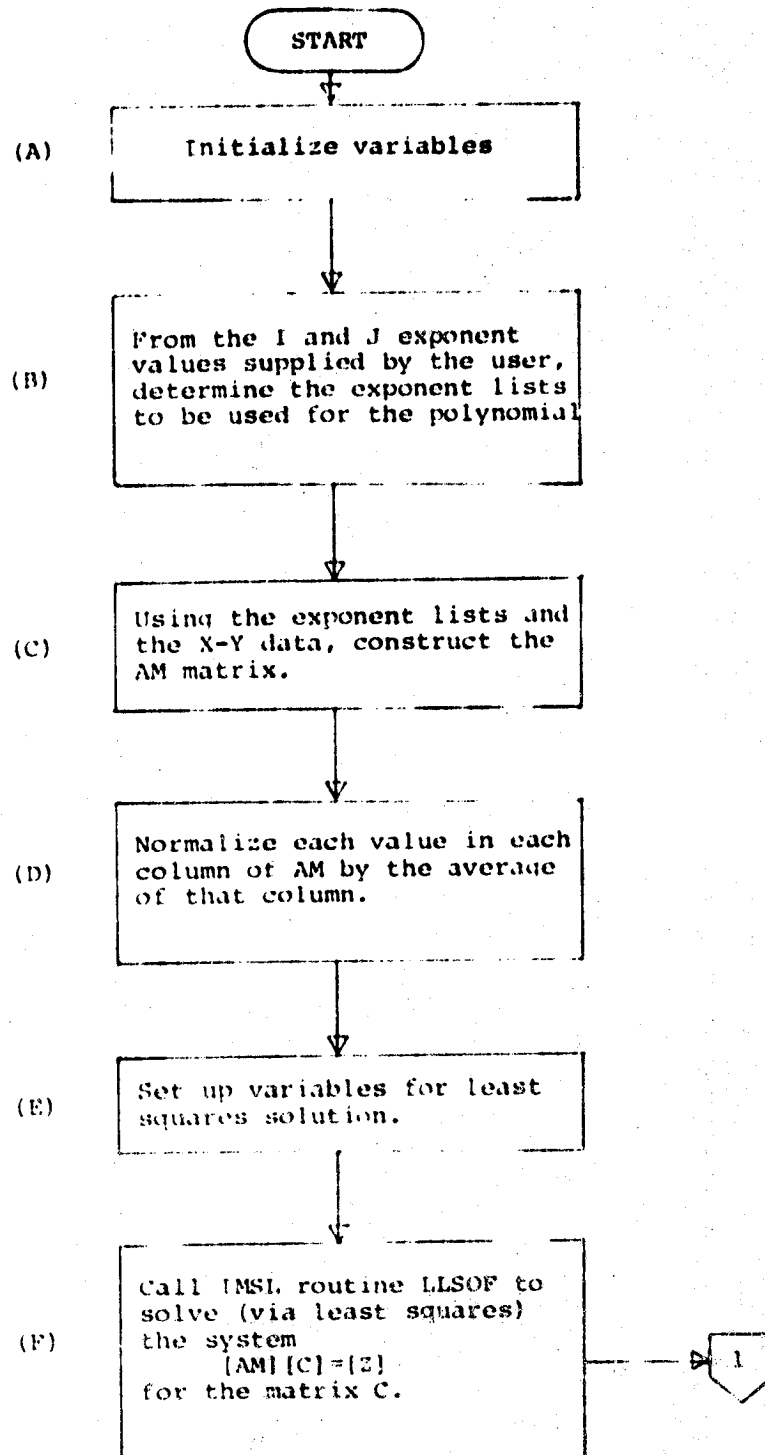 START
(A)
Initialize variables
(B)
From the I and J exponent
values supplied by the user,
determine the exponent lists
to be used for the polynomial
(C)
Using the exponent lists and
the X-Y data, construct the
AM matrix.
(D)
Normalize each value in each
column of AM by the average
of that column.
(E)
Set up variables for least
squares solution.
(F)
Call IMSL routine LLSQF to
solve (via least squares)
the system
[AM][C]=[Z]
for the matrix C.
1